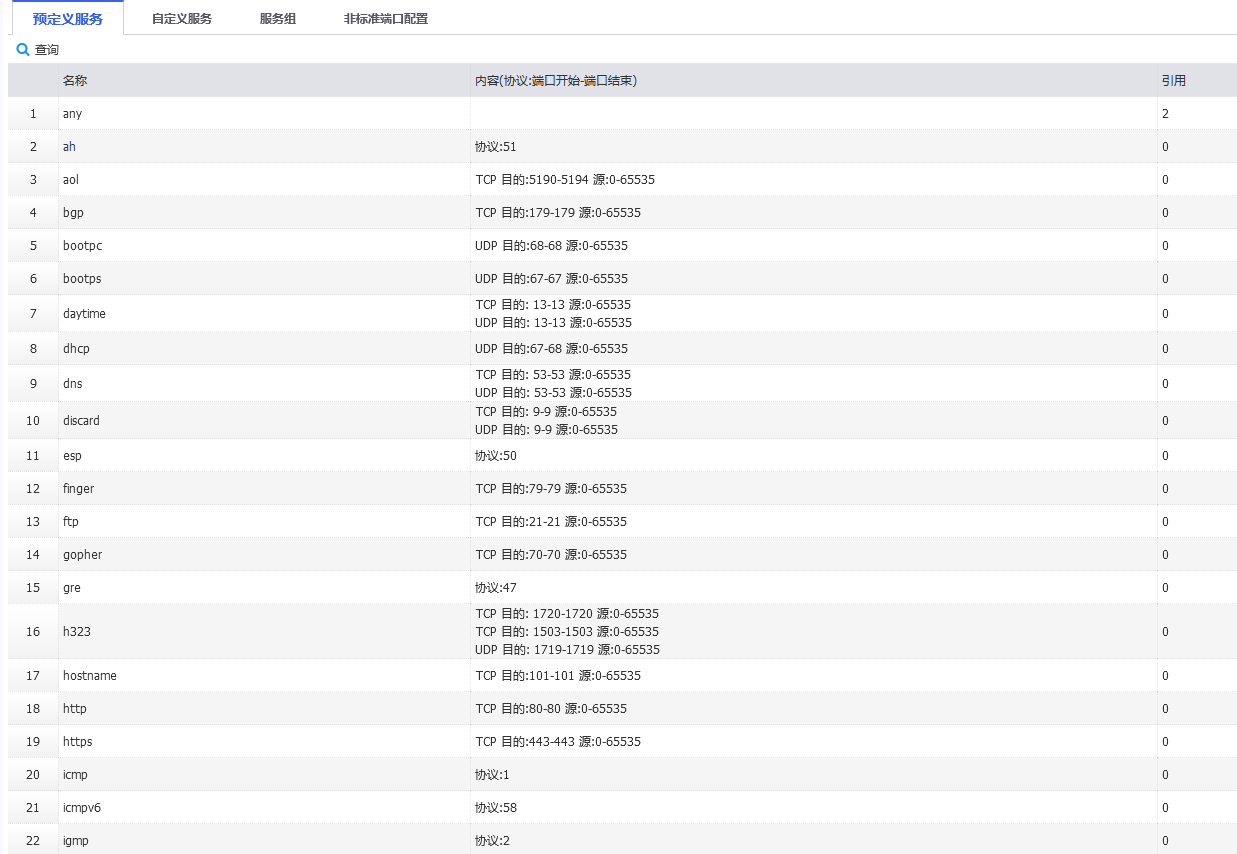 预定义服务 自定义服务 服务组 非标准端口配置
查询
名称 内容(协议:端口开始-端口结束) 引用
1 any 2
2 ah 协议:51 0
3 aol TCP 目的:5190-5194 源:0-65535 0
4 bgp TCP 目的:179-179 源:0-65535 0
5 bootpc UDP 目的:68-68 源:0-65535 0
6 bootps UDP 目的:67-67 源:0-65535 0
7 daytime TCP 目的: 13-13 源:0-65535 0
UDP 目的: 13-13 源:0-65535
8 dhcp UDP 目的:67-68 源:0-65535 0
9 dns TCP 目的: 53-53 源:0-65535 0
UDP 目的: 53-53 源:0-65535
10 discard TCP 目的: 9-9 源:0-65535 0
UDP 目的: 9-9 源:0-65535
11 esp 协议:50 0
12 finger TCP 目的:79-79 源:0-65535 0
13 ftp TCP 目的:21-21 源:0-65535 0
14 gopher TCP 目的:70-70 源:0-65535 0
15 gre 协议:47 0
16 h323 TCP 目的: 1720-1720 源:0-65535 0
TCP 目的: 1503-1503 源:0-65535
UDP 目的: 1719-1719 源:0-65535
17 hostname TCP 目的:101-101 源:0-65535 0
18 http TCP 目的:80-80 源:0-65535 0
19 https TCP 目的:443-443 源:0-65535 0
20 icmp 协议:1 0
21 icmpv6 协议:58 0
22 igmp 协议:2 0